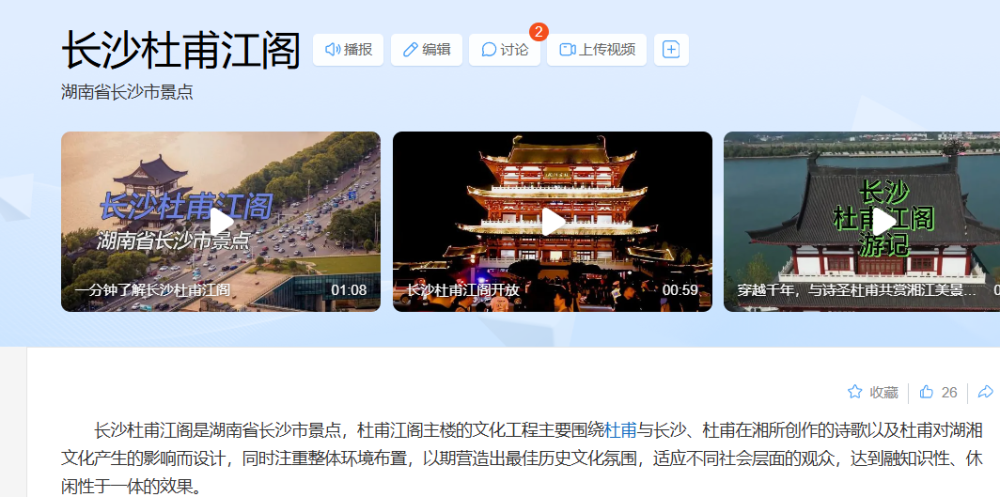 长沙杜甫江阁
播报
编辑
讨论
2
上传视频
湖南省长沙市景点
长沙杜甫江阁
湖南省长沙市景点
一分钟了解长沙杜甫江阁
01:08
长沙杜甫江阁开放
00:59
长沙
杜甫江阁
游记
穿越千年，与诗圣杜甫共赏湘江美景...
收藏
26
长沙杜甫江阁是湖南省长沙市景点，杜甫江阁主楼的文化工程主要围绕杜甫与长沙、杜甫在湘所创作的诗歌以及杜甫对湖湘
文化产生的影响而设计，同时注重整体环境布置，以期营造出最佳历史文化氛围，适应不同社会层面的观众，达到融知识性、休
闲性于一体的效果。